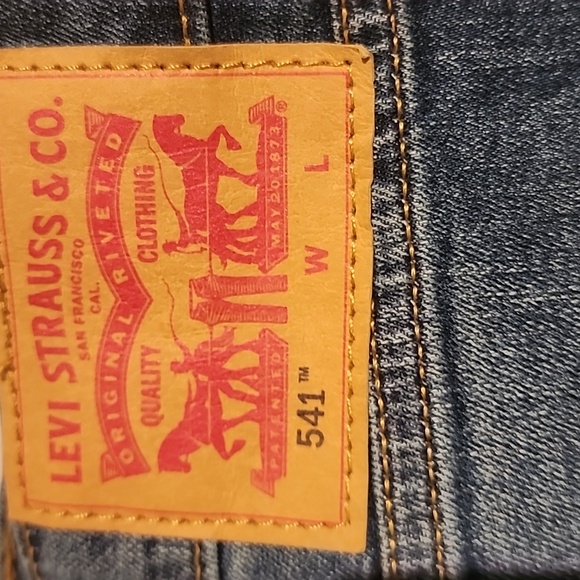 LEVI STRAUSS & CO.
SAN FRANCISCO
CAL.
ORIGINAL RIVETED
QUALITY CLOTHING
PATENTED MAY 20 1873 ®
541™ W L